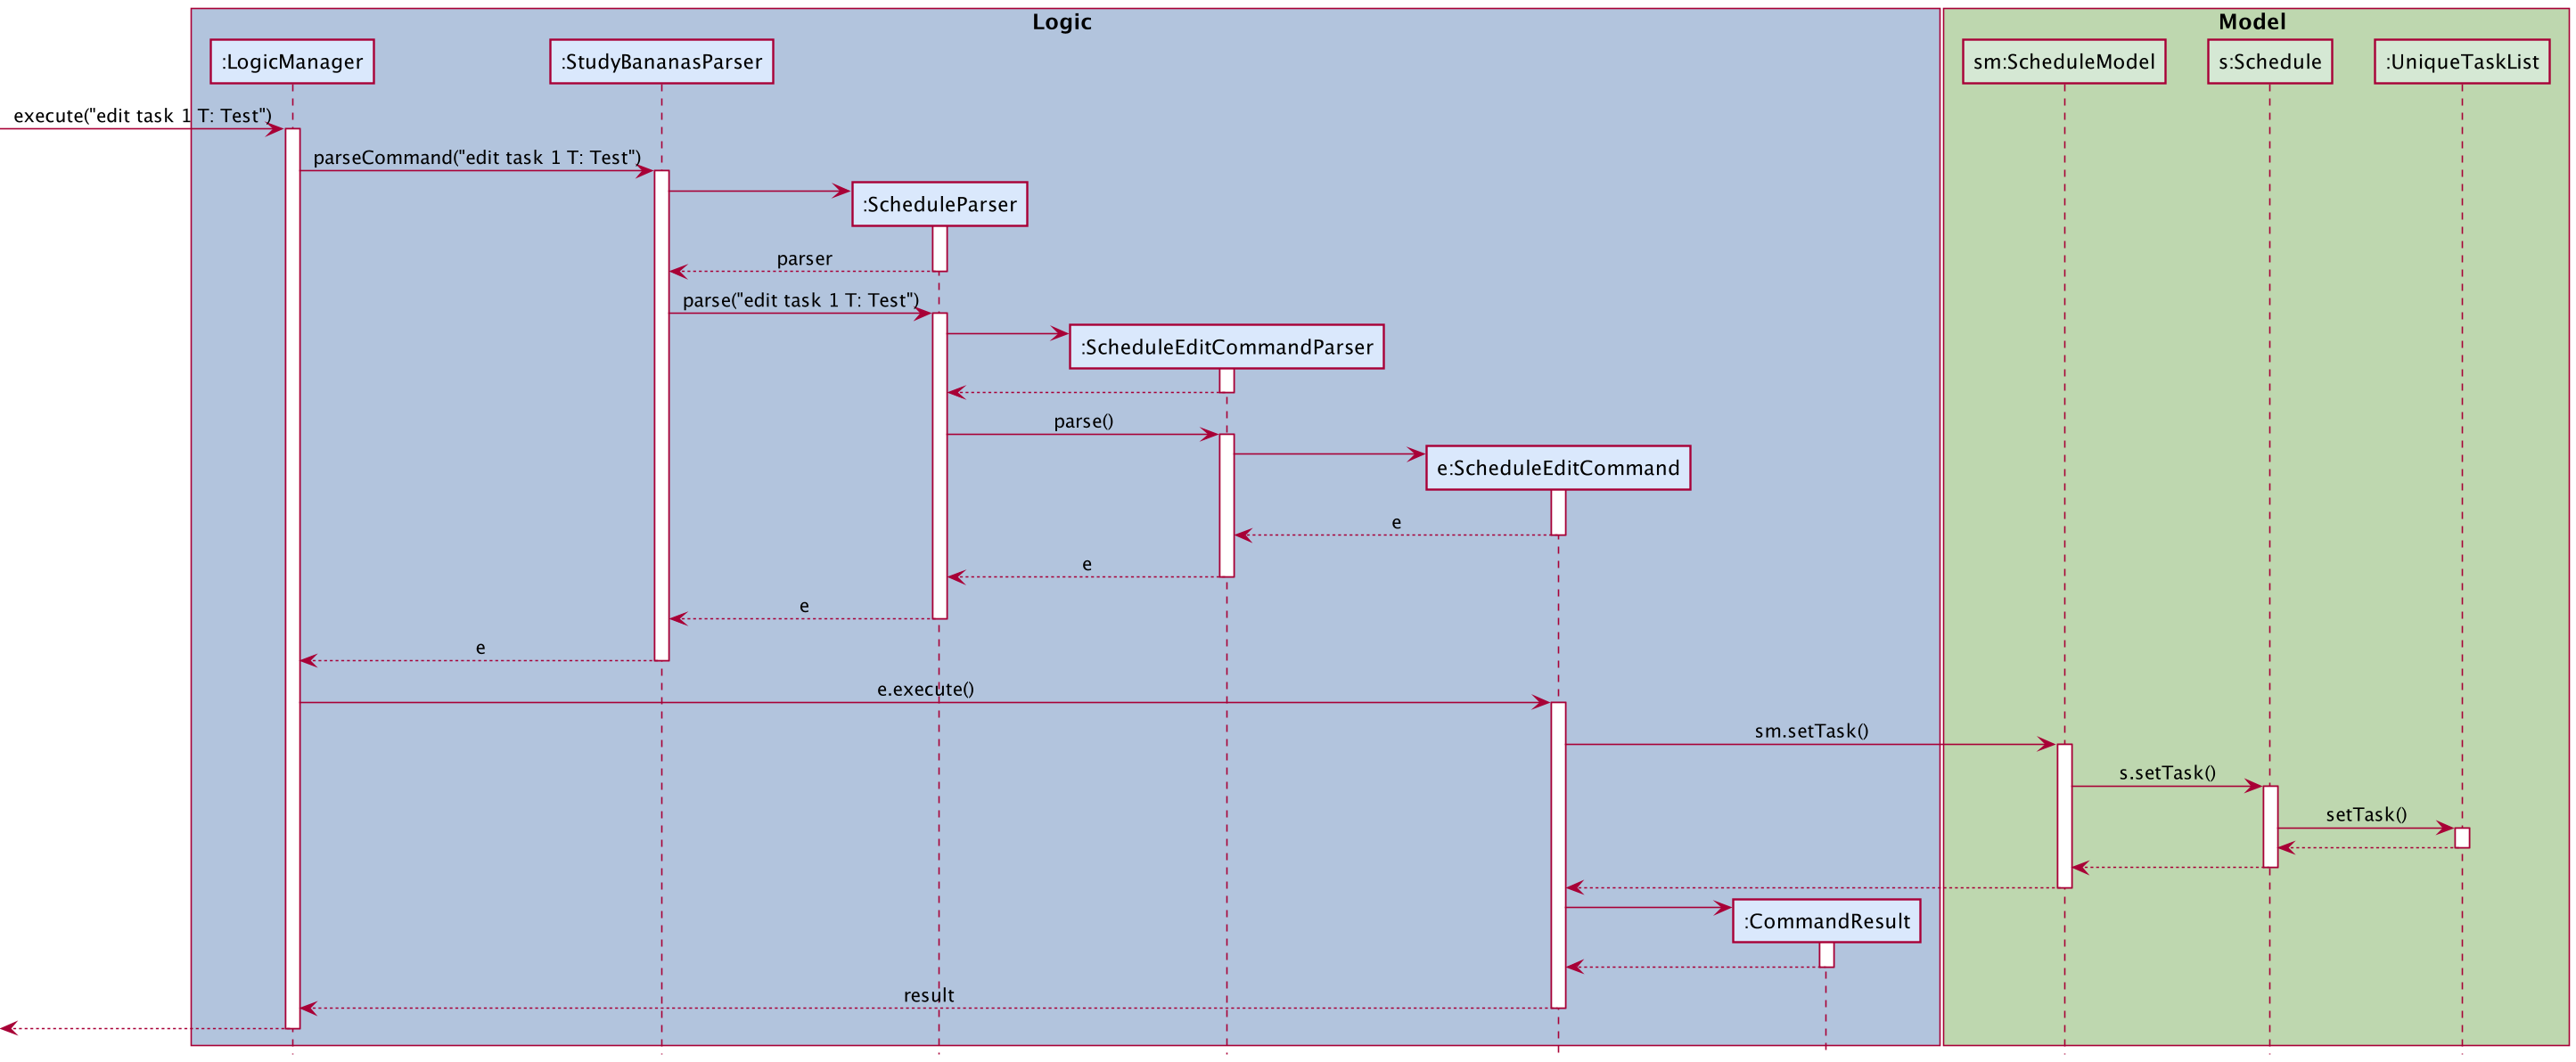 Logic
Model
:LogicManager
:StudyBananasParser
sm:ScheduleModel
s:Schedule
:UniqueTaskList
execute("edit task 1 T: Test")
parseCommand("edit task 1 T: Test")
:ScheduleParser
parser
parse("edit task 1 T: Test")
:ScheduleEditCommandParser
parse()
e:ScheduleEditCommand
e
e
e
e
e.execute()
sm.setTask()
s.setTask()
setTask()
:CommandResult
result